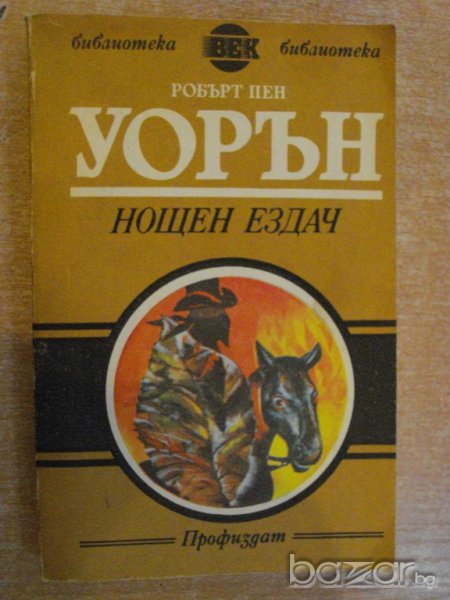 библиотека ВЕК библиотека
РОБЪРТ ПЕН
УОРЪН
НОЩЕН ЕЗДАЧ
Профиздат
bazar.bg